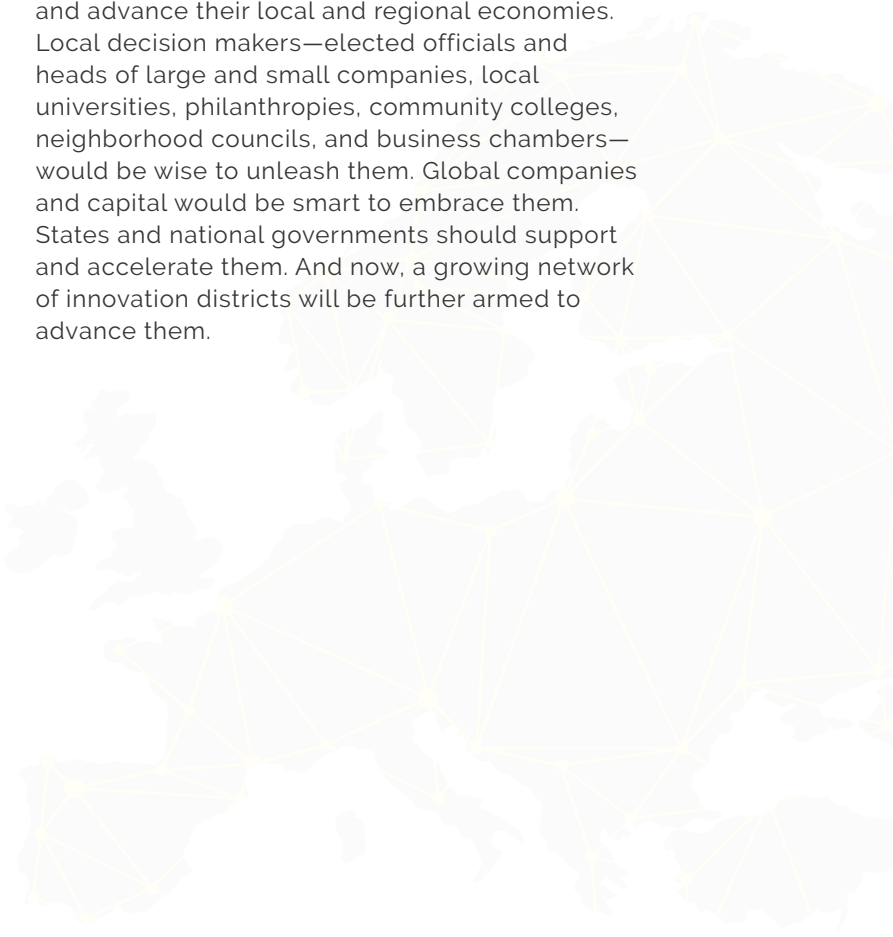 and advance their local and regional economies.
Local decision makers—elected officials and
heads of large and small companies, local
universities, philanthropies, community colleges,
neighborhood councils, and business chambers—
would be wise to unleash them. Global companies
and capital would be smart to embrace them.
States and national governments should support
and accelerate them. And now, a growing network
of innovation districts will be further armed to
advance them.